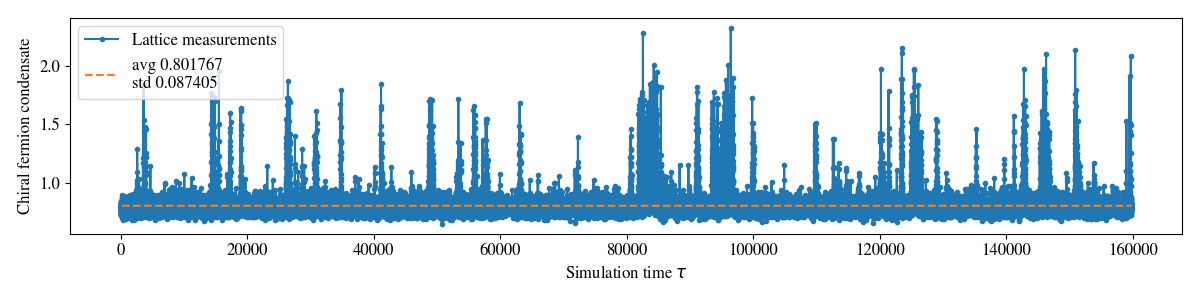 Chiral fermion condensate
2.0
1.5
1.0
Lattice measurements
avg 0.801767
std 0.087405
0
20000
40000
60000
80000
100000
120000
140000
160000
Simulation time τ